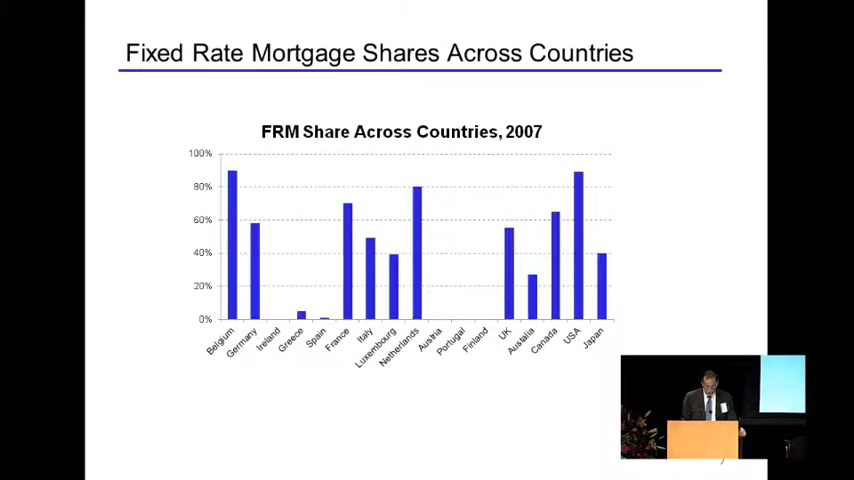 Fixed Rate Mortgage Shares Across Countries
FRM Share Across Countries, 2007
100%
80%
60%
40%
20%
0%
Belgium
Germany
Ireland
Greece
Spain
France
Italy
Luxembourg
Netherlands
Austria
Portugal
Finland
UK
Austalia
Canada
USA
Japan